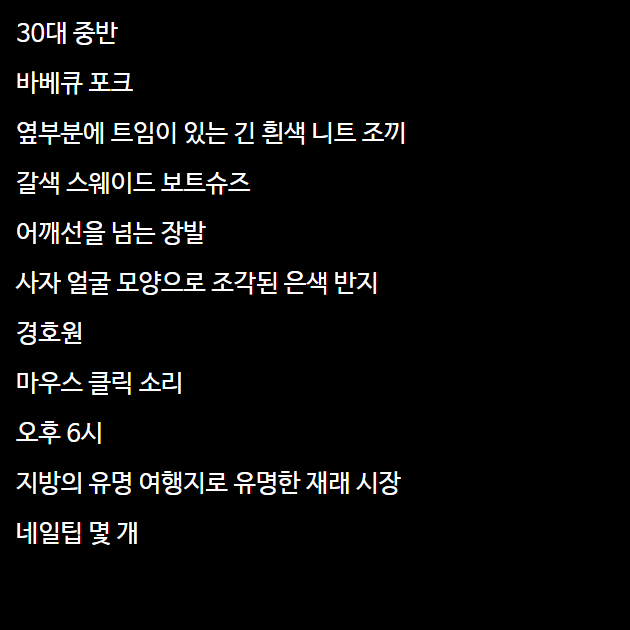 30대 중반
바베큐 포크
옆부분에 트임이 있는 긴 흰색 니트 조끼
갈색 스웨이드 보트슈즈
어깨선을 넘는 장발
사자 얼굴 모양으로 조각된 은색 반지
경호원
마우스 클릭 소리
오후 6시
지방의 유명 여행지로 유명한 재래 시장
네일팁 몇 개